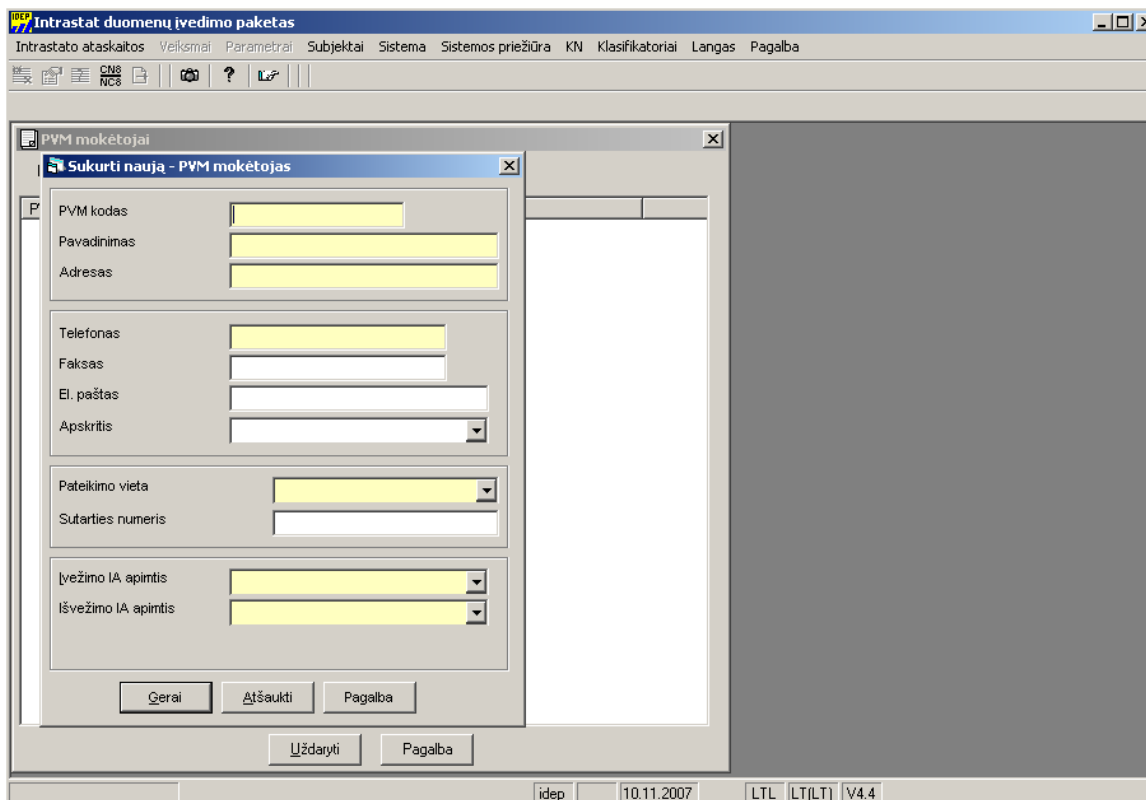 IDEP
Intrastat duomenų įvedimo paketas
Intrastato ataskaitos Veiksmai Parametrai Subjektai Sistema Sistemos priežiūra KN Klasifikatoriai Langas Pagalba
CN8
NC8
?
PVM mokėtojai
Sukurti naują - PVM mokėtojas
PVM kodas
Pavadinimas
Adresas
Telefonas
Faksas
El. paštas
Apskritis
Pateikimo vieta
Sutarties numeris
Įvežimo IA apimtis
Išvežimo IA apimtis
Gerai Atšaukti Pagalba
Uždaryti Pagalba
idep 10.11.2007 LTL LT(LT) V4.4